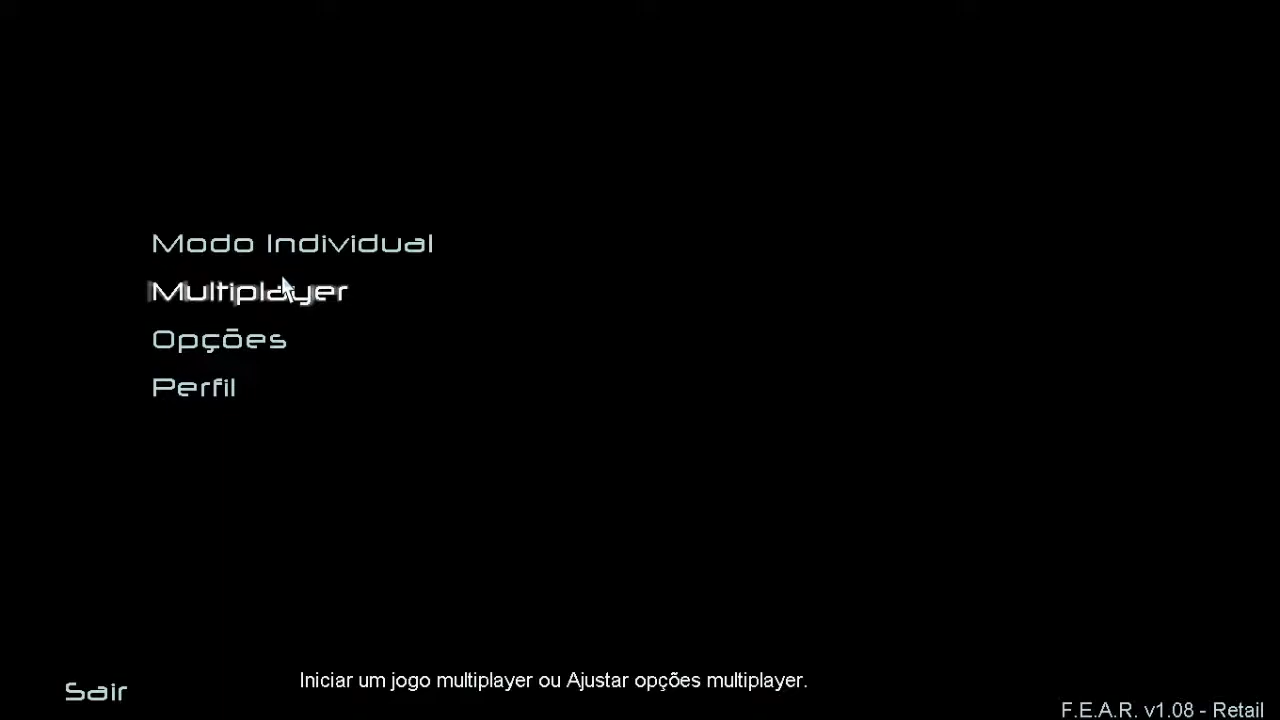 Modo Individual
Multiplayer
Opções
Perfil
Sair
Iniciar um jogo multiplayer ou Ajustar opções multiplayer.
F.E.A.R. v1.08 - Retail